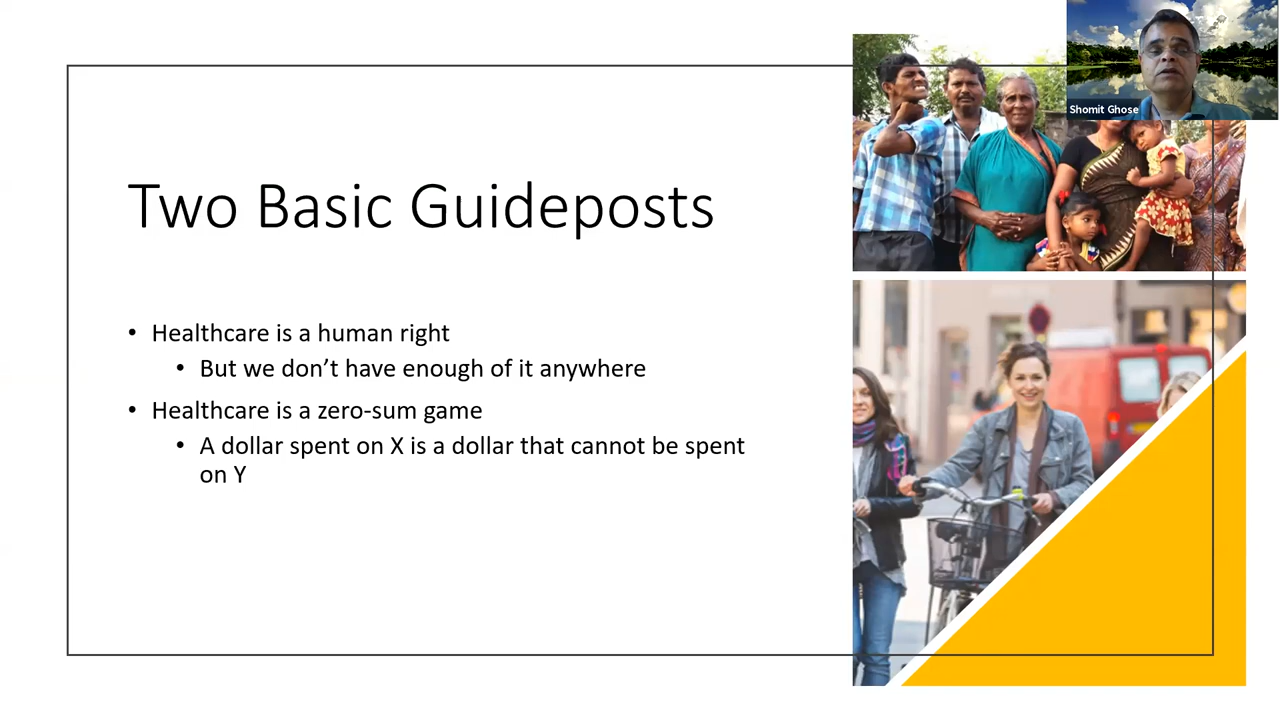 Shomit Ghose
Two Basic Guideposts
• Healthcare is a human right
• But we don’t have enough of it anywhere
• Healthcare is a zero-sum game
• A dollar spent on X is a dollar that cannot be spent
on Y